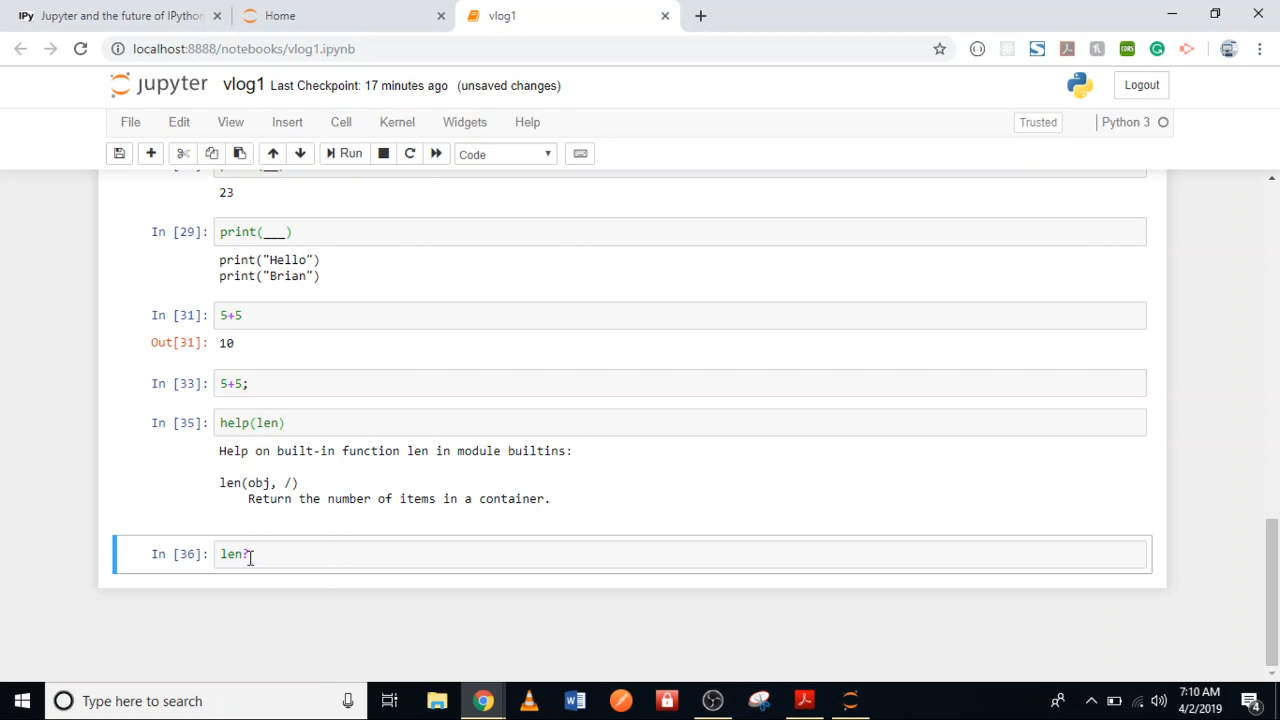 IPy Jupyter and the future of IPython
Home
vlog1
localhost:8888/notebooks/vlog1.ipynb
CORS
jupyter vlog1 Last Checkpoint: 17 minutes ago (unsaved changes)
Logout
File Edit View Insert Cell Kernel Widgets Help
Trusted
Python 3
Run
Code
23
In [29]: print(___)
print("Hello")
print("Brian")
In [31]: 5+5
Out[31]: 10
In [33]: 5+5;
In [35]: help(len)
Help on built-in function len in module builtins:
len(obj, /)
Return the number of items in a container.
In [36]: len?
Type here to search
7:10 AM
4/2/2019
4